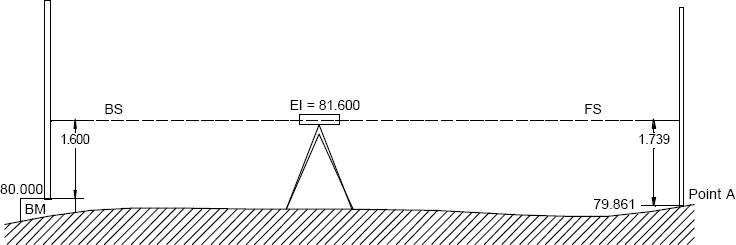 EI = 81.600
BS
FS
1.600
1.739
80.000
BM
79.861
Point A